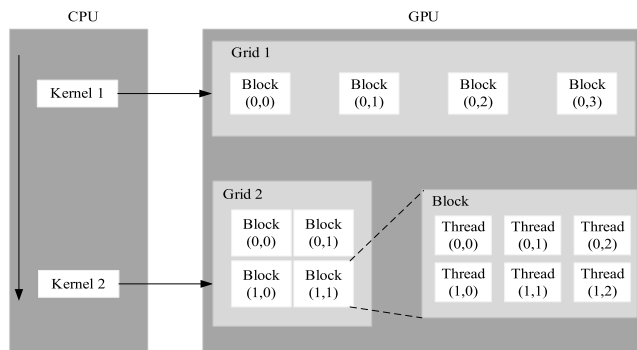 CPU
GPU
Grid 1
Kernel 1
Block Block Block Block
(0,0) (0,1) (0,2) (0,3)
Grid 2
Block
Block Block
(0,0) (0,1)
Thread Thread Thread
(0,0) (0,1) (0,2)
Kernel 2
Block Block
(1,0) (1,1)
Thread Thread Thread
(1,0) (1,1) (1,2)